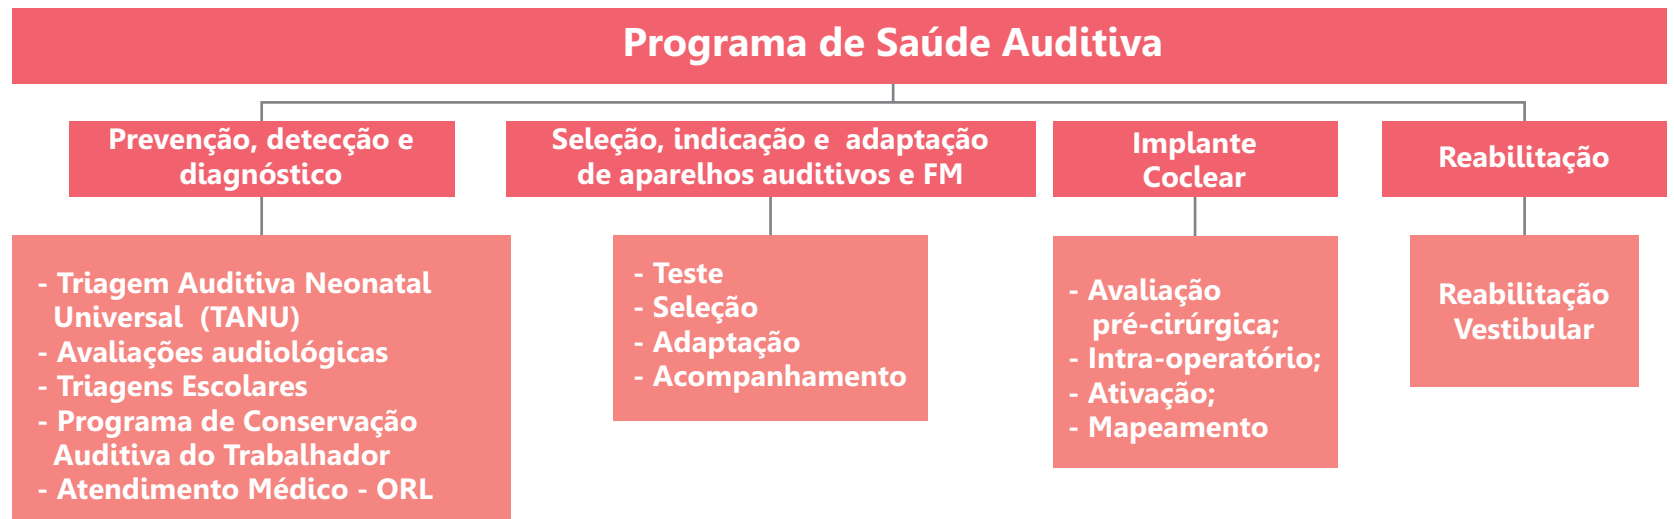 Programa de Saúde Auditiva
Prevenção, detecção e
diagnóstico
- Triagem Auditiva Neonatal
Universal (TANU)
- Avaliações audiológicas
- Triagens Escolares
- Programa de Conservação
Auditiva do Trabalhador
- Atendimento Médico - ORL
Seleção, indicação e adaptação
de aparelhos auditivos e FM
- Teste
- Seleção
- Adaptação
- Acompanhamento
Implante
Coclear
- Avaliação
pré-cirúrgica;
- Intra-operatório;
- Ativação;
- Mapeamento
Reabilitação
Reabilitação
Vestibular